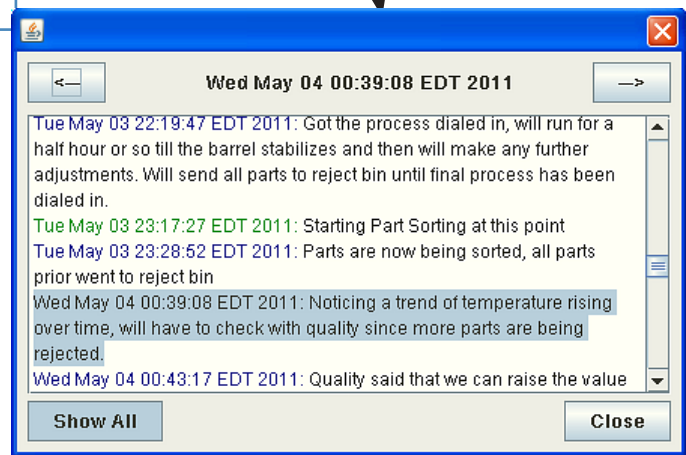 <—
Wed May 04 00:39:08 EDT 2011
—>
Tue May 03 22:19:47 EDT 2011: Got the process dialed in, will run for a
half hour or so till the barrel stabilizes and then will make any further
adjustments. Will send all parts to reject bin until final process has been
dialed in.
Tue May 03 23:17:27 EDT 2011: Starting Part Sorting at this point
Tue May 03 23:28:52 EDT 2011: Parts are now being sorted, all parts
prior went to reject bin
Wed May 04 00:39:08 EDT 2011: Noticing a trend of temperature rising
over time, will have to check with quality since more parts are being
rejected.
Wed May 04 00:43:17 EDT 2011: Quality said that we can raise the value
Show All
Close